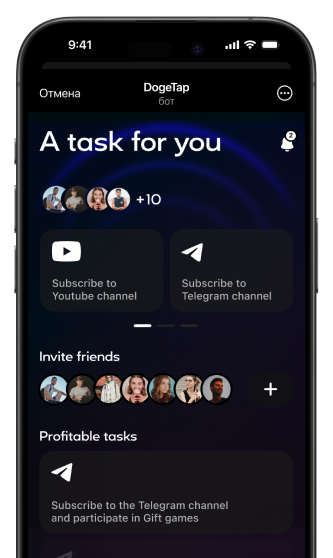 9:41
Отмена
DogeTap
бот
A task for you
2
+10
Subscribe to
Youtube channel
Subscribe to
Telegram channel
Invite friends
+
Profitable tasks
Subscribe to the Telegram channel
and participate in Gift games